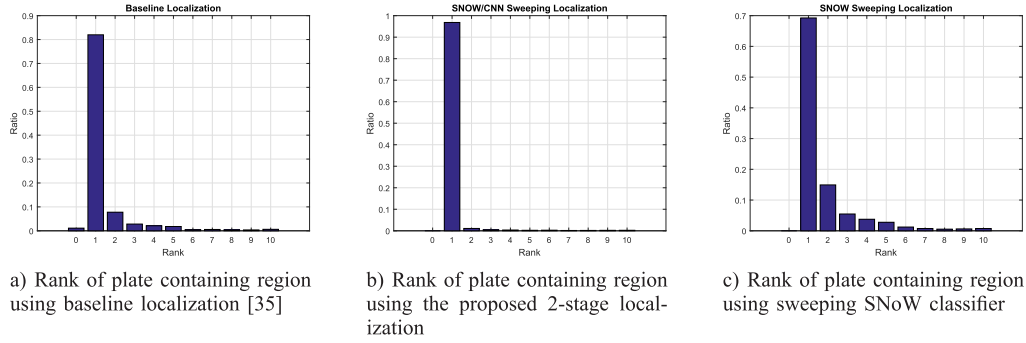 Baseline Localization
0.9
0.8
0.7
0.6
0.5
0.4
0.3
0.2
0.1
0
Ratio
0 1 2 3 4 5 6 7 8 9 10
Rank
a) Rank of plate containing region
using baseline localization [35]
SNOW/CNN Sweeping Localization
1
0.9
0.8
0.7
0.6
0.5
0.4
0.3
0.2
0.1
0
Ratio
0 1 2 3 4 5 6 7 8 9 10
Rank
b) Rank of plate containing region
using the proposed 2-stage local-
ization
SNOW Sweeping Localization
0.7
0.6
0.5
0.4
0.3
0.2
0.1
0
Ratio
0 1 2 3 4 5 6 7 8 9 10
Rank
c) Rank of plate containing region
using sweeping SNoW classifier